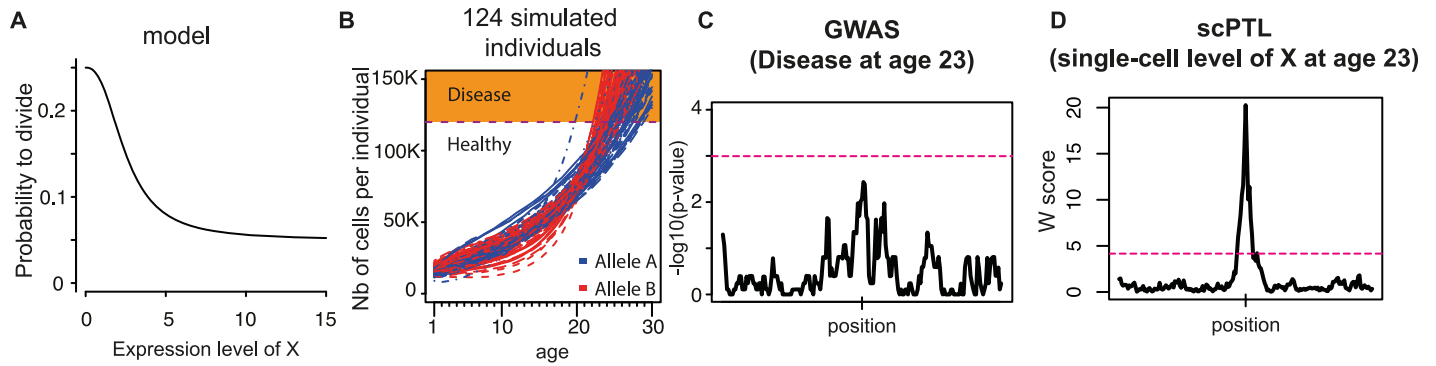 A
model
Probability to divide
0.2
0.1
0
0
5
10
15
Expression level of X
B
124 simulated
individuals
Nb of cells per individual
150K
100K
50K
0
Disease
Healthy
Allele A
Allele B
1
10
20
30
age
C
GWAS
(Disease at age 23)
-log10(p-value)
4
2
0
position
D
scPTL
(single-cell level of X at age 23)
W score
20
15
10
5
0
position